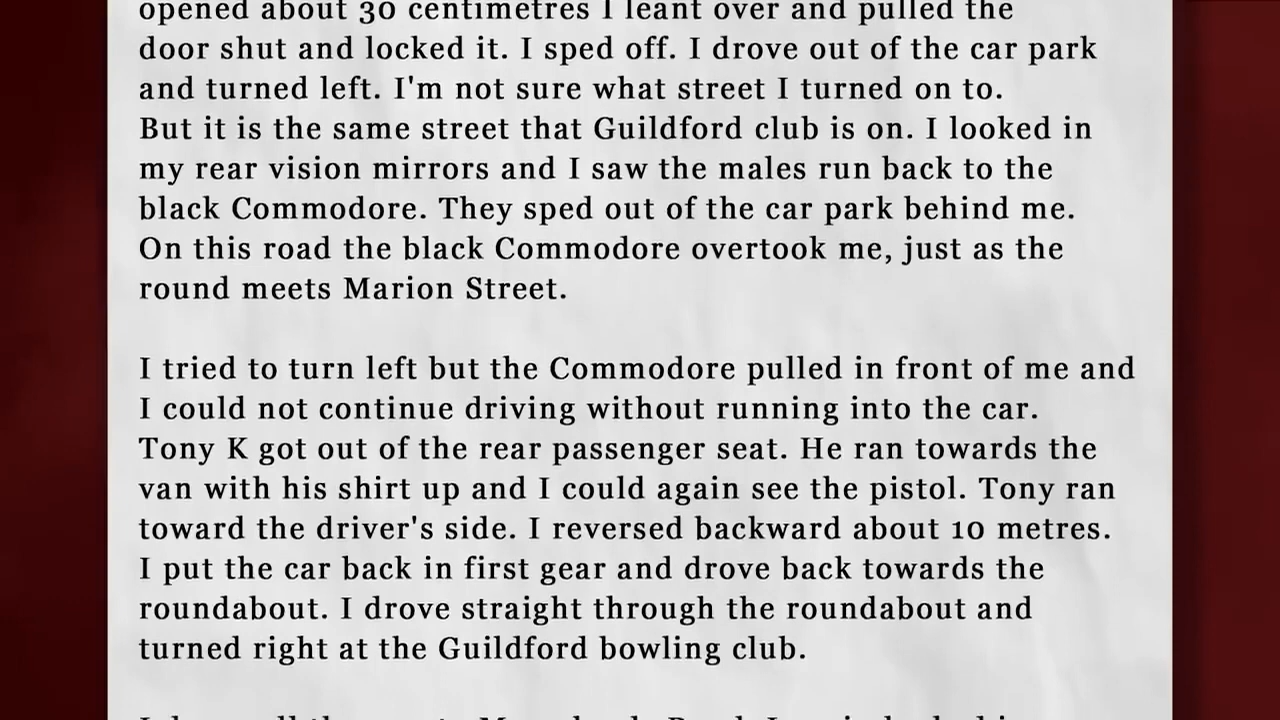 opened about 30 centimetres I leant over and pulled the
door shut and locked it. I sped off. I drove out of the car park
and turned left. I'm not sure what street I turned on to.
But it is the same street that Guildford club is on. I looked in
my rear vision mirrors and I saw the males run back to the
black Commodore. They sped out of the car park behind me.
On this road the black Commodore overtook me, just as the
round meets Marion Street.
I tried to turn left but the Commodore pulled in front of me and
I could not continue driving without running into the car.
Tony K got out of the rear passenger seat. He ran towards the
van with his shirt up and I could again see the pistol. Tony ran
toward the driver's side. I reversed backward about 10 metres.
I put the car back in first gear and drove back towards the
roundabout. I drove straight through the roundabout and
turned right at the Guildford bowling club.